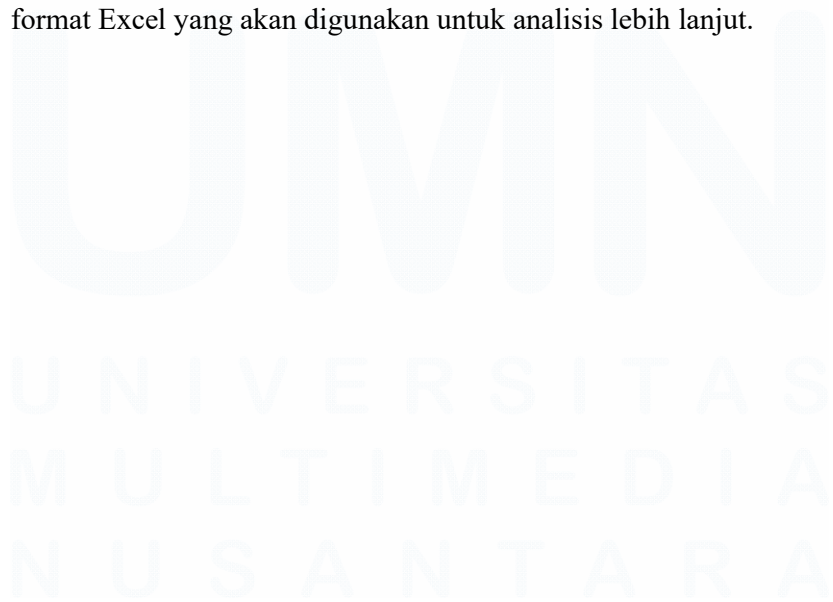 format Excel yang akan digunakan untuk analisis lebih lanjut.
UMN
UNIVERSITAS
MULTIMEDIA
NUSANTARA